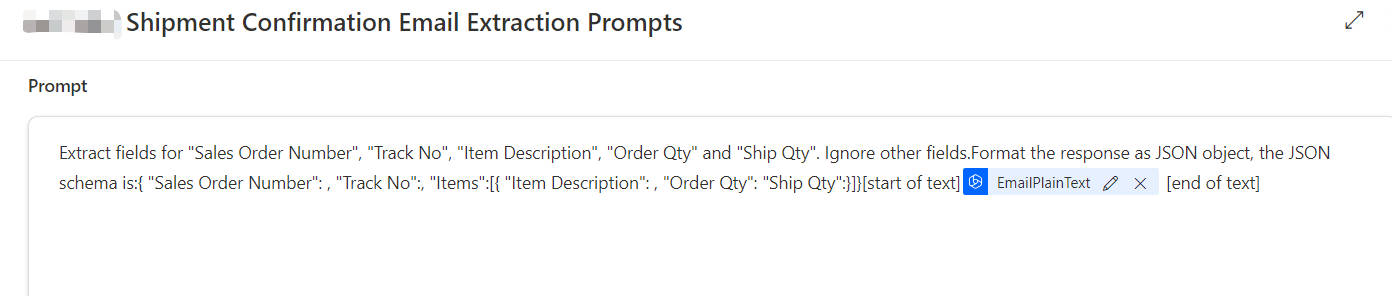 Shipment Confirmation Email Extraction Prompts
Prompt
Extract fields for "Sales Order Number", "Track No", "Item Description", "Order Qty" and "Ship Qty". Ignore other fields.Format the response as JSON object, the JSON
schema is:{ "Sales Order Number": , "Track No":, "Items":[{ "Item Description": , "Order Qty": "Ship Qty":}]}[start of text] EmailPlainText [end of text]